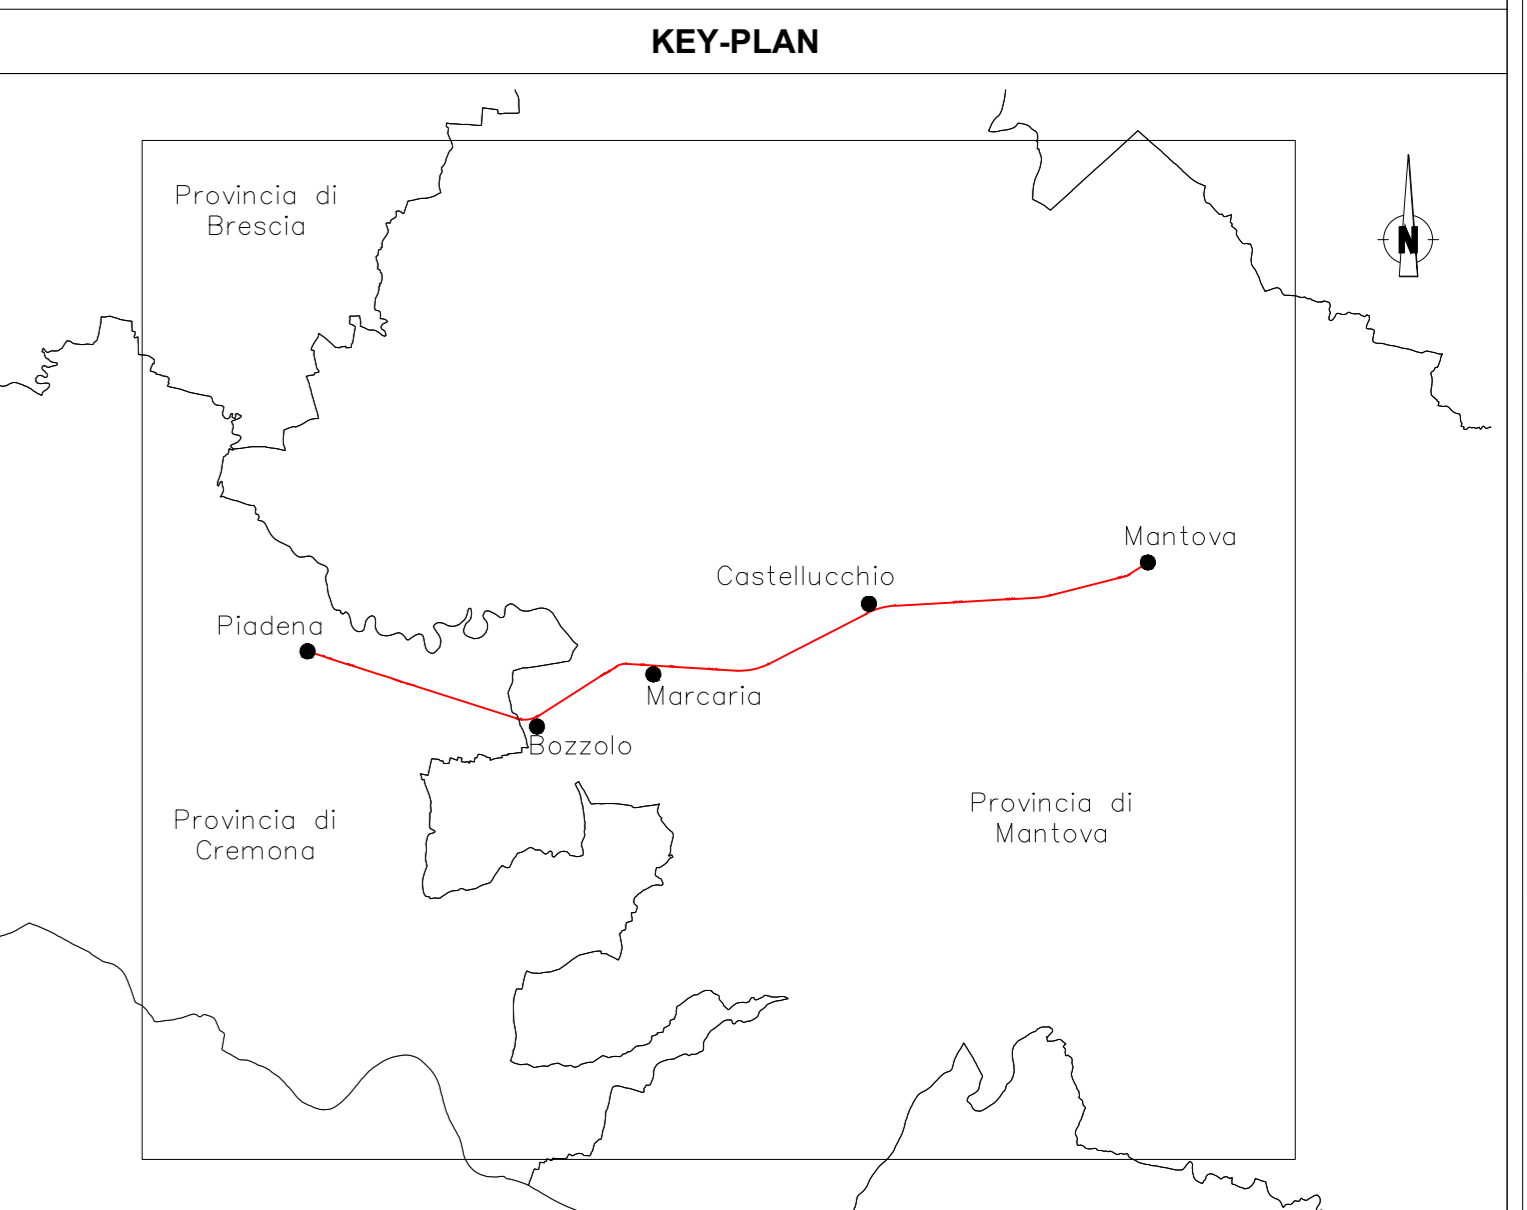 KEY-PLAN
Provincia di
Brescia
N
Mantova
Castellucchio
Piadena
Marcaria
Bozzolo
Provincia di
Mantova
Provincia di
Cremona